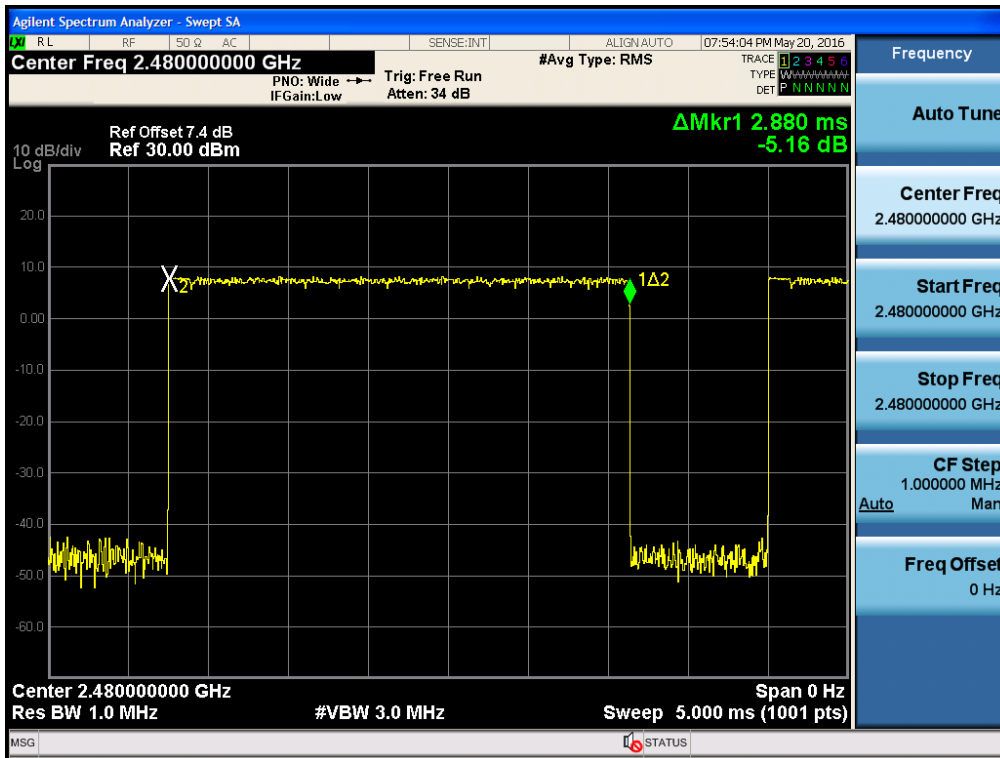 Agilent Spectrum Analyzer - Swept SA
LXI RL RF 50 Ω AC SENSE:INT ALIGN AUTO 07:54:04 PM May 20, 2016
Center Freq 2.480000000 GHz
#Avg Type: RMS
TRACE 1 2 3 4 5 6
PNO: Wide
Trig: Free Run
TYPE W
IFGain:Low
Atten: 34 dB
DET P N N N N N
Frequency
Auto Tune
ΔMkr1 2.880 ms
-5.16 dB
Ref Offset 7.4 dB
10 dB/div Ref 30.00 dBm
Log
20.0
10.0
0.00
-10.0
-20.0
-30.0
-40.0
-50.0
-60.0
2
1Δ2
Center 2.480000000 GHz
Span 0 Hz
Res BW 1.0 MHz
#VBW 3.0 MHz
Sweep 5.000 ms (1001 pts)
Center Freq
2.480000000 GHz
Start Freq
2.480000000 GHz
Stop Freq
2.480000000 GHz
CF Step
1.000000 MHz
Auto Man
Freq Offset
0 Hz
MSG STATUS